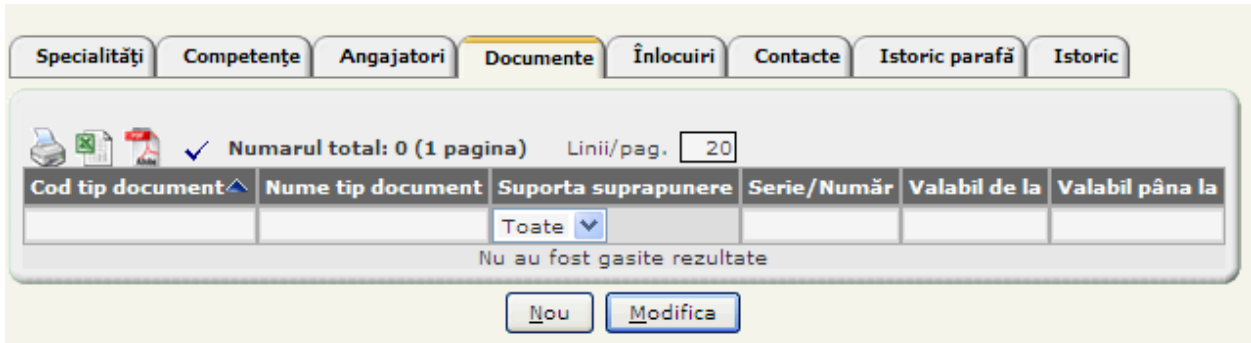 Specialități Competențe Angajatori Documente Înlocuiri Contacte Istoric parafă Istoric
Numarul total: 0 (1 pagina) Linii/pag. 20
Cod tip document Nume tip document Suporta suprapunere Serie/Număr Valabil de la Valabil pâna la
Toate
Nu au fost gasite rezultate
Nou Modifica